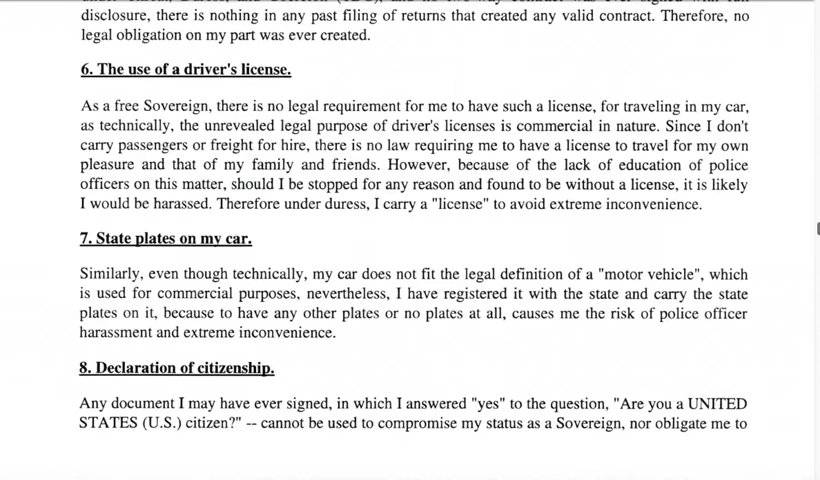 disclosure, there is nothing in any past filing of returns that created any valid contract. Therefore, no
legal obligation on my part was ever created.
6. The use of a driver's license.
As a free Sovereign, there is no legal requirement for me to have such a license, for traveling in my car,
as technically, the unrevealed legal purpose of driver's licenses is commercial in nature. Since I don't
carry passengers or freight for hire, there is no law requiring me to have a license to travel for my own
pleasure and that of my family and friends. However, because of the lack of education of police
officers on this matter, should I be stopped for any reason and found to be without a license, it is likely
I would be harassed. Therefore under duress, I carry a "license" to avoid extreme inconvenience.
7. State plates on my car.
Similarly, even though technically, my car does not fit the legal definition of a "motor vehicle", which
is used for commercial purposes, nevertheless, I have registered it with the state and carry the state
plates on it, because to have any other plates or no plates at all, causes me the risk of police officer
harassment and extreme inconvenience.
8. Declaration of citizenship.
Any document I may have ever signed, in which I answered "yes" to the question, "Are you a UNITED
STATES (U.S.) citizen?" -- cannot be used to compromise my status as a Sovereign, nor obligate me to